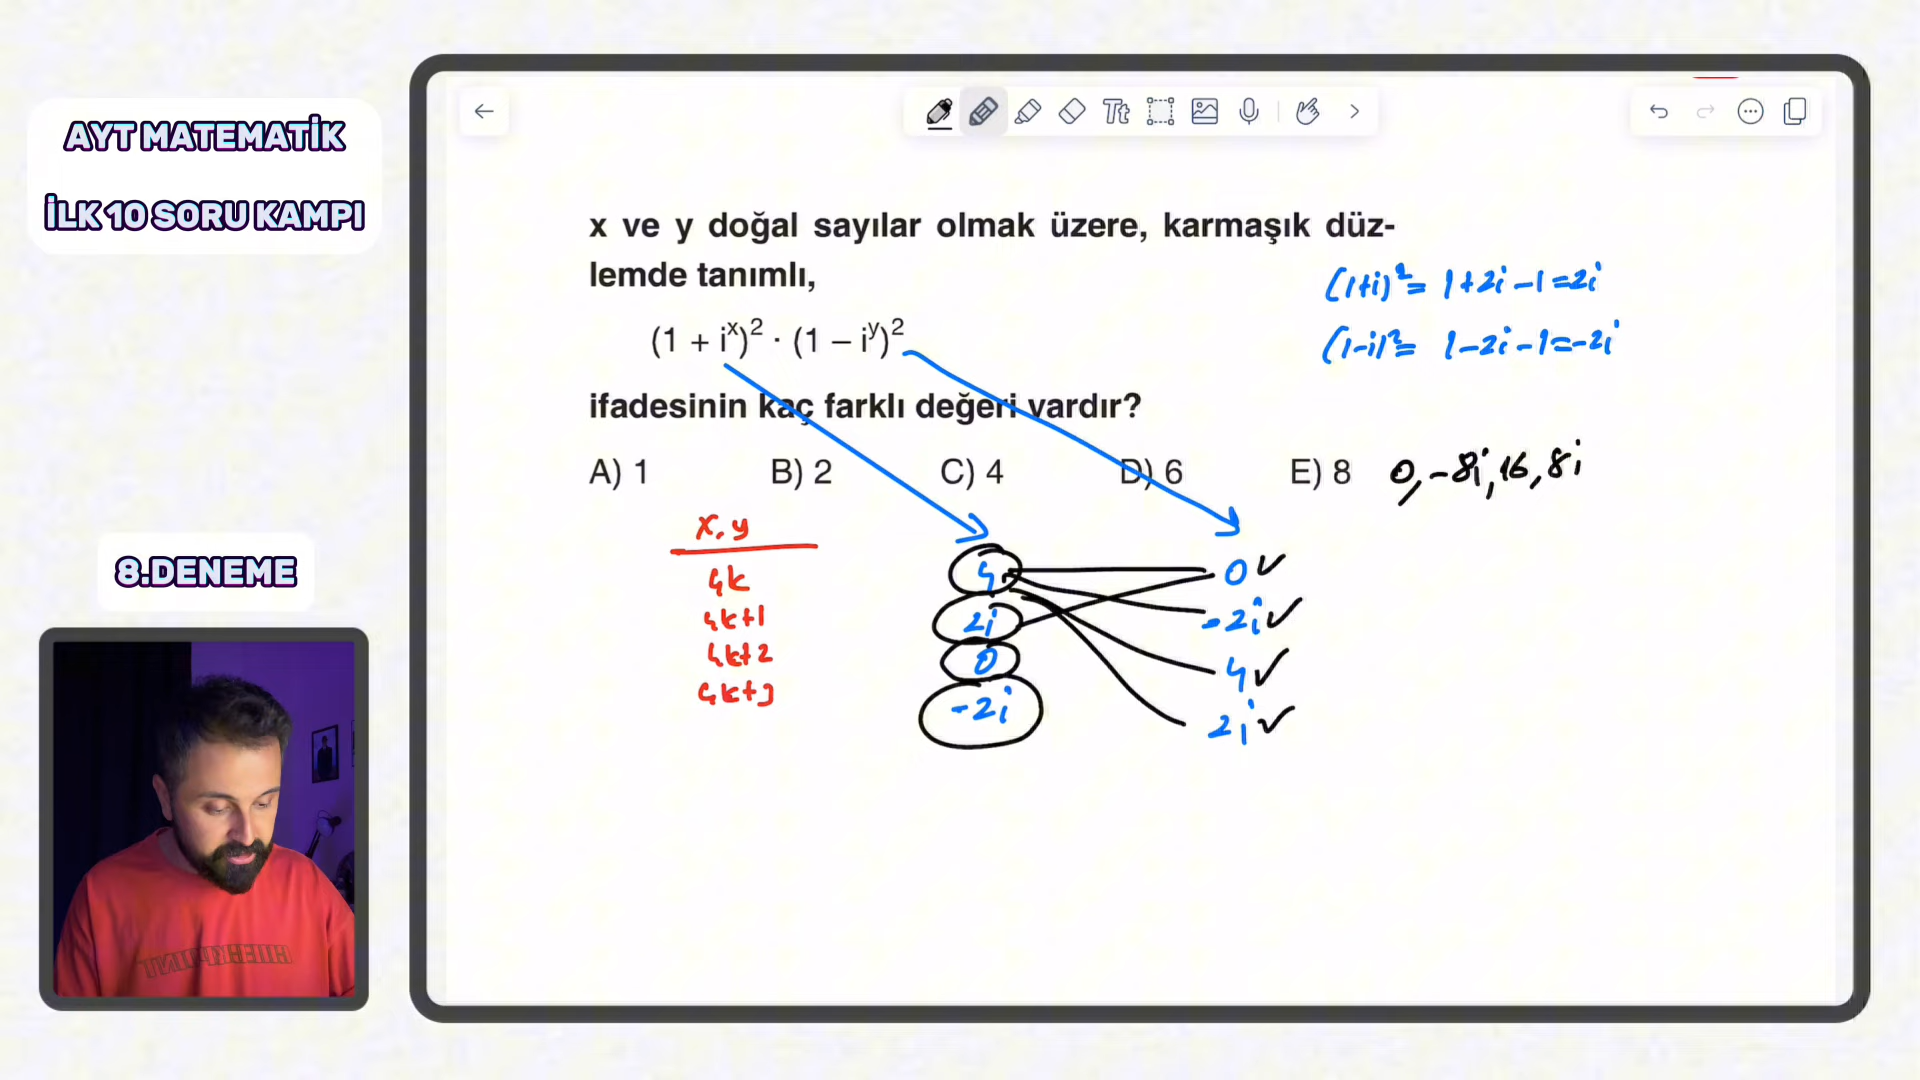 AYT MATEMATİK
İLK 10 SORU KAMPI
8.DENEME
Tt
x ve y doğal sayılar olmak üzere, karmaşık düz-
lemde tanımlı,
(1 + iˣ)² · (1 – iʸ)²
ifadesinin kaç farklı değeri vardır?
A) 1 B) 2 C) 4 D) 6 E) 8
(1+i)² = 1+2i-1=2i
(1-i)² = 1-2i-1=-2i
0, -8i, 16, 8i
x, y
4k
4k+1
4k+2
4k+3
4
2i
0
-2i
0 ✓
-2i ✓
4 ✓
2i ✓